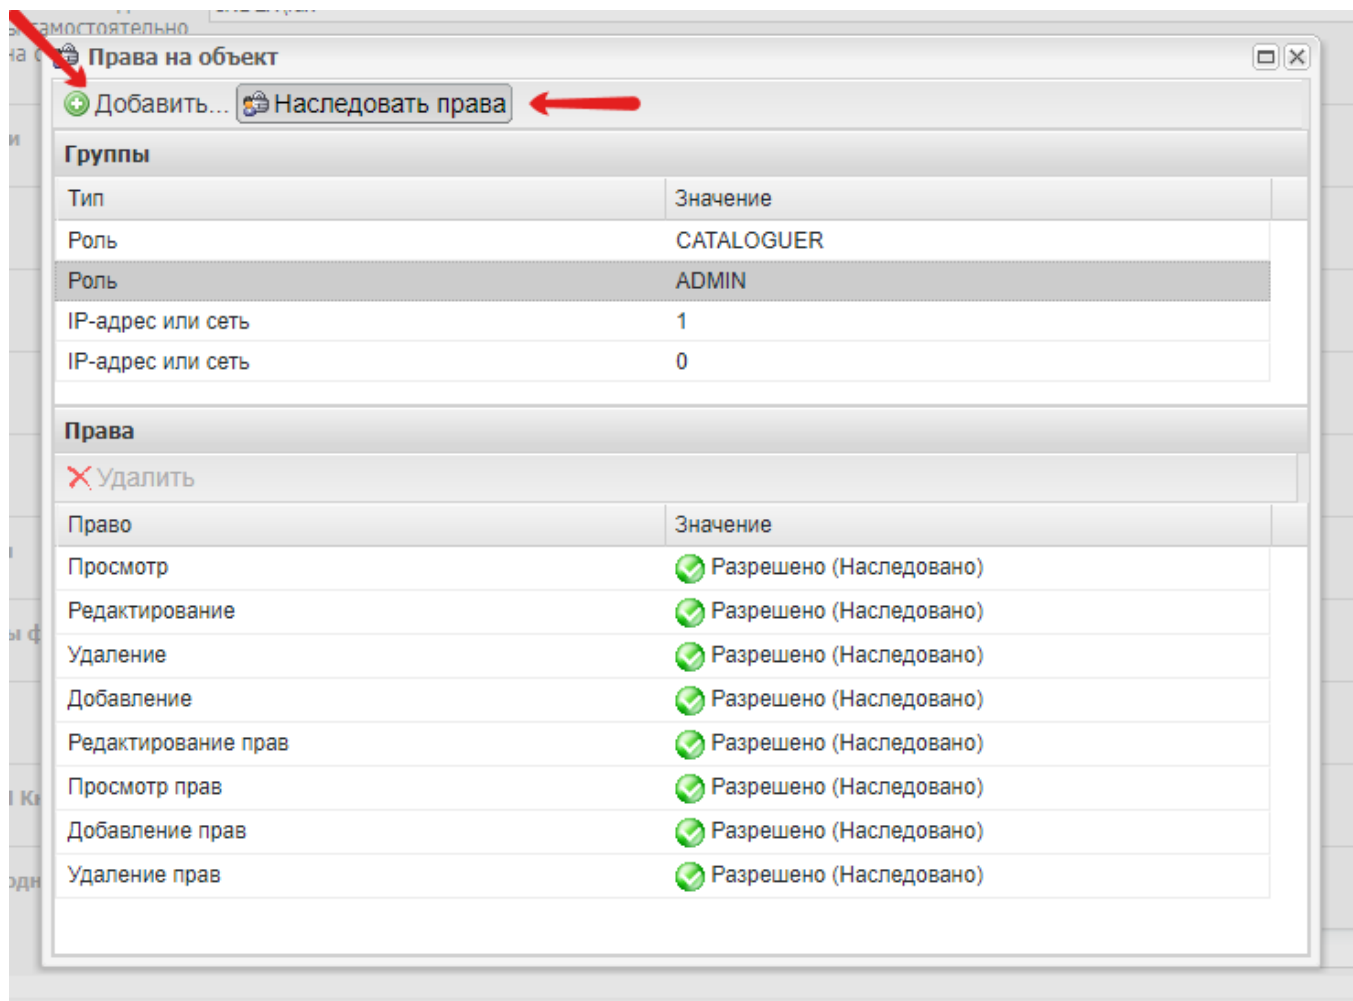 самостоятельно
Права на объект
Добавить... Наследовать права
Группы
Тип Значение
Роль CATALOGUER
Роль ADMIN
IP-адрес или сеть 1
IP-адрес или сеть 0
Права
Удалить
Право Значение
Просмотр Разрешено (Наследовано)
Редактирование Разрешено (Наследовано)
Удаление Разрешено (Наследовано)
Добавление Разрешено (Наследовано)
Редактирование прав Разрешено (Наследовано)
Просмотр прав Разрешено (Наследовано)
Добавление прав Разрешено (Наследовано)
Удаление прав Разрешено (Наследовано)